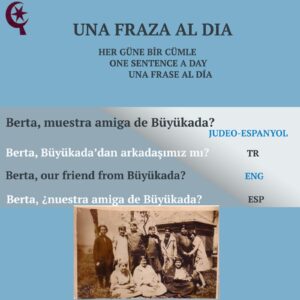 UNA FRAZA AL DIA
HER GÜNE BİR CÜMLE
ONE SENTENCE A DAY
UNA FRASE AL DÍA
Berta, muestra amiga de Büyükada?
JUDEO-ESPANYOL
Berta, Büyükada’dan arkadaşımız mı? TR
Berta, our friend from Büyükada? ENG
Berta, ¿nuestra amiga de Büyükada? ESP